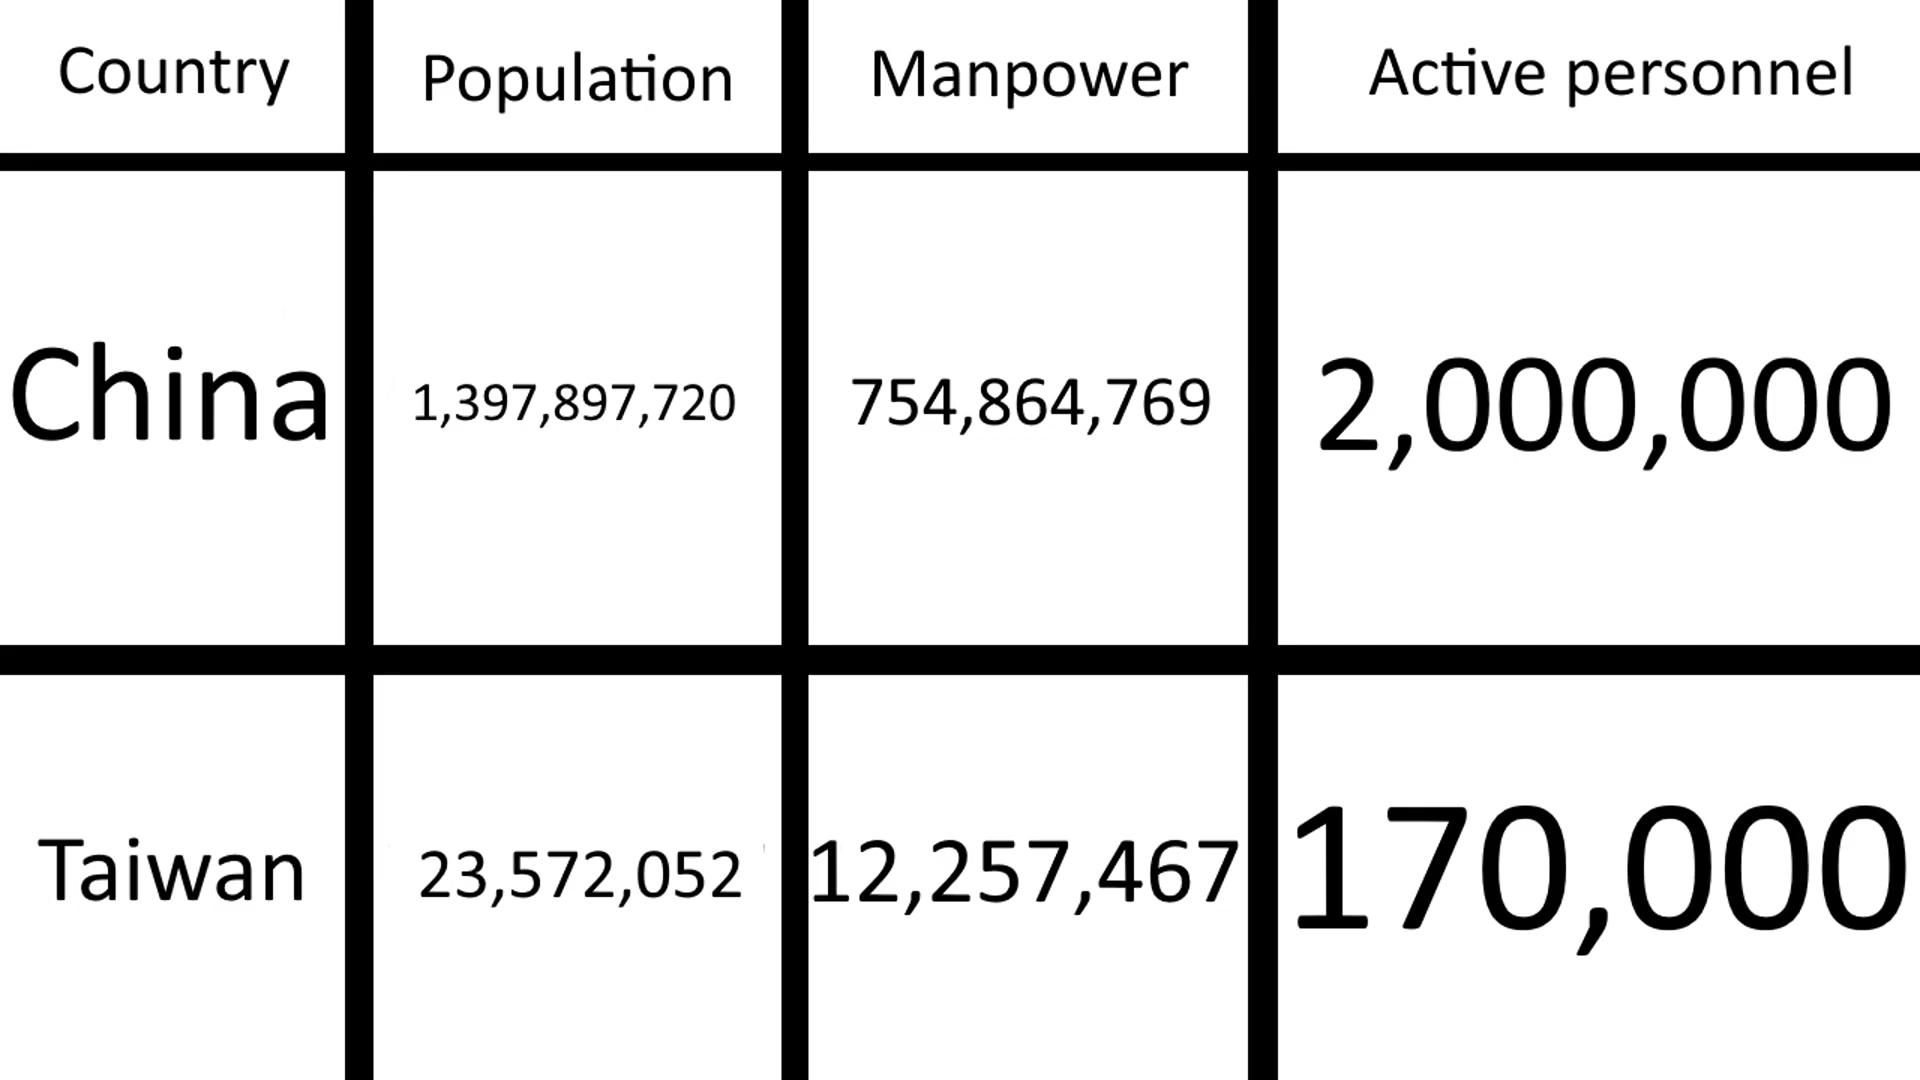 Country Population Manpower Active personnel
China 1,397,897,720 754,864,769 2,000,000
Taiwan 23,572,052 12,257,467 170,000